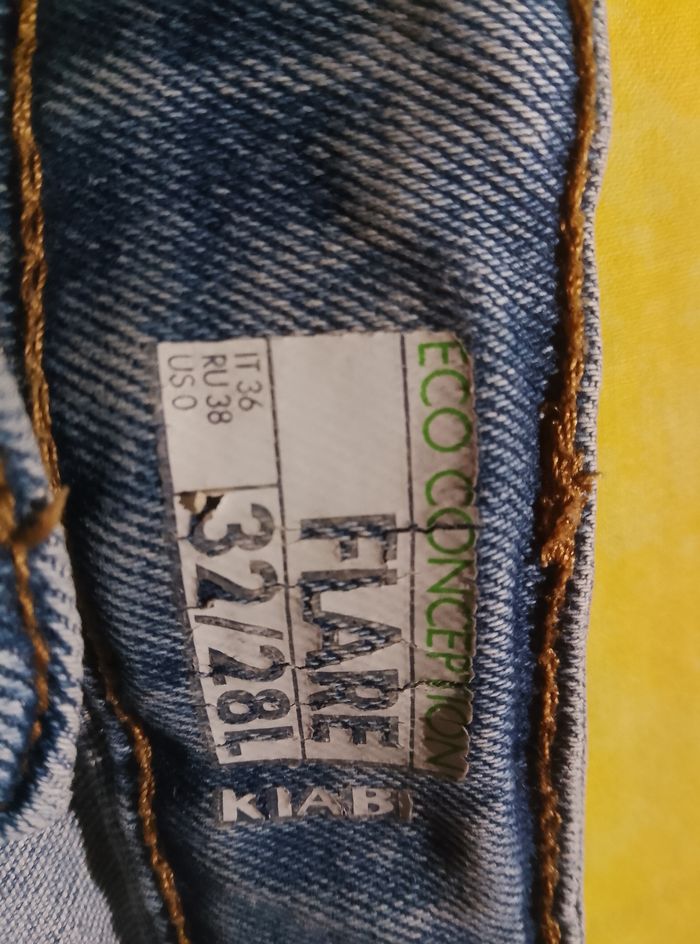 ECO CONCEPTION
FLARE
IT 36
RU 38
US 0
32/28L
KIABI